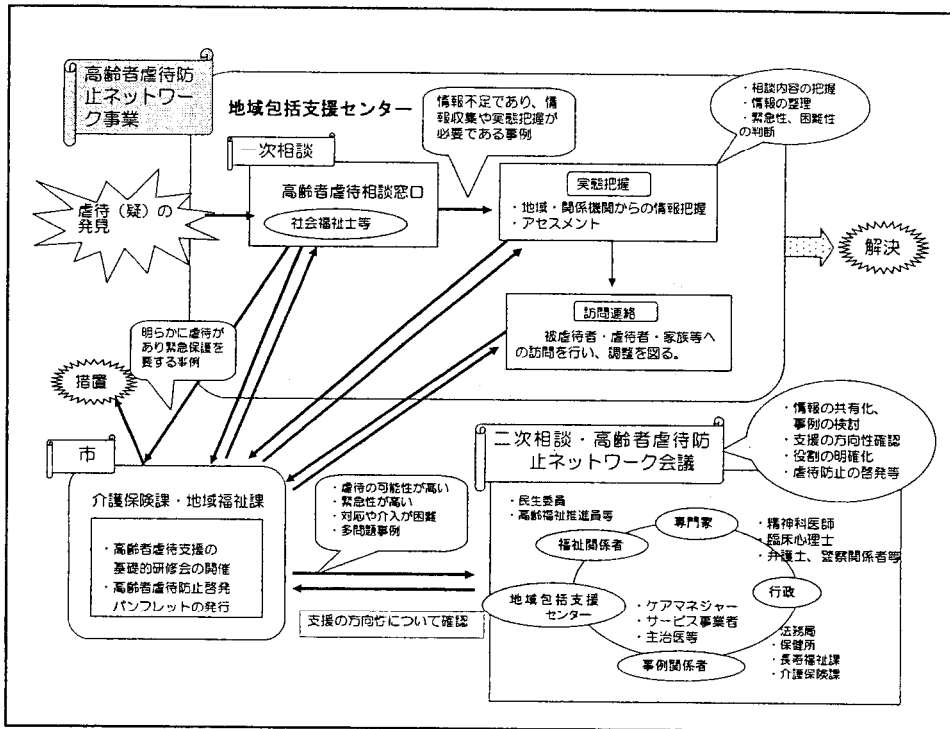 高齢者虐待防
止ネットワー
ク事業
地域包括支援センター
情報不足であり、情
報収集や実態把握が
必要である事例
・相談内容の把握
・情報の整理
・緊急性、困難性
の判断
一次相談
高齢者虐待相談窓口
社会福祉士等
虐待（疑）の
発見
実態把握
・地域・関係機関からの情報把握
・アセスメント
解決
訪問連絡
被虐待者・虐待者・家族等へ
の訪問を行い、調整を図る。
明らかに虐待が
あり緊急保護を
要する事例
措置
市
介護保険課・地域福祉課
・高齢者虐待支援の
基礎的研修会の開催
・高齢者虐待防止啓発
パンフレットの発行
・虐待の可能性が高い
・緊急性が高い
・対応や介入が困難
・多問題事例
支援の方向性について確認
二次相談・高齢者虐待防
止ネットワーク会議
・情報の共有化、
事例の検討
・支援の方向性確認
・役割の明確化
・虐待防止の啓発等
・民生委員
・高齢福祉推進員等
福祉関係者
専門家
・精神科医師
・臨床心理士
・弁護士、警察関係者等
行政
・法務局
・保健所
・長寿福祉課
・介護保険課
地域包括支援
センター
・ケアマネジャー
・サービス事業者
・主治医等
事例関係者